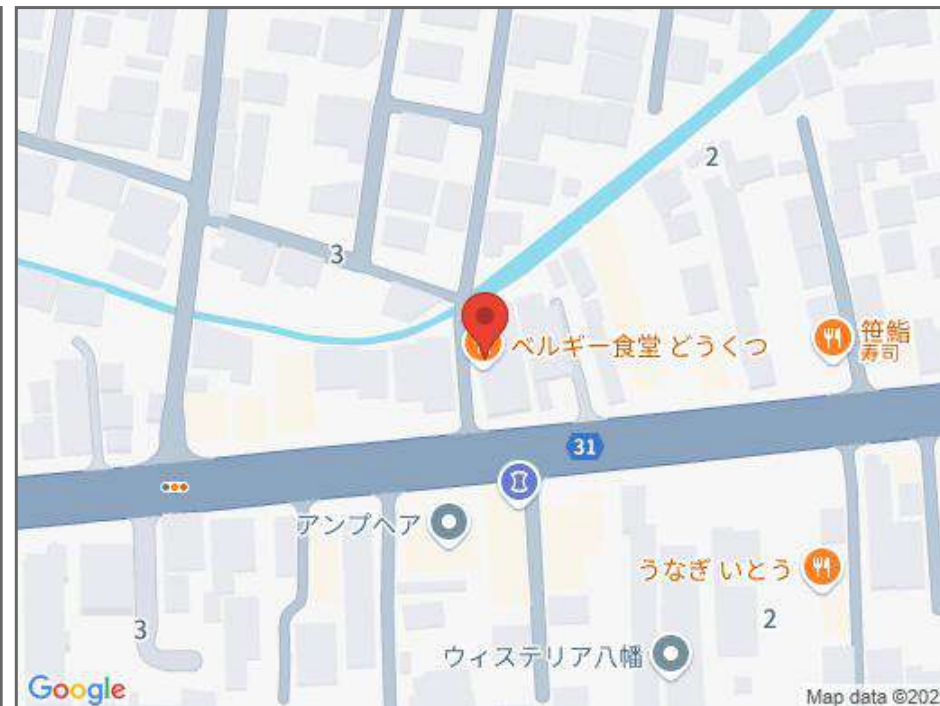 2
3
ベルギー食堂 どうくつ
笹鮨
寿司
31
アンプヘア
うなぎ いとう
2
3
ウィステリア八幡
Google
Map data ©202